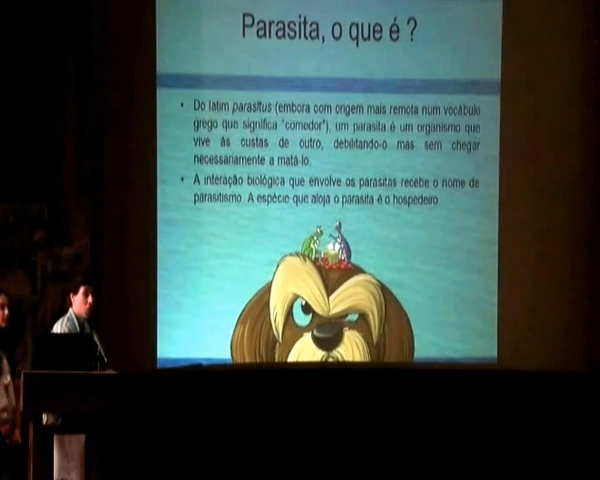 Parasita, o que é ?
• Do latim parasitus (embora com origem mais remota num vocábulo
grego que significa "comedor"), um parasita é um organismo que
vive às custas de outro, debilitando-o mas sem chegar
necessariamente a matá-lo.
• A interação biológica que envolve os parasitas recebe o nome de
parasitismo. A espécie que aloja o parasita é o hospedeiro